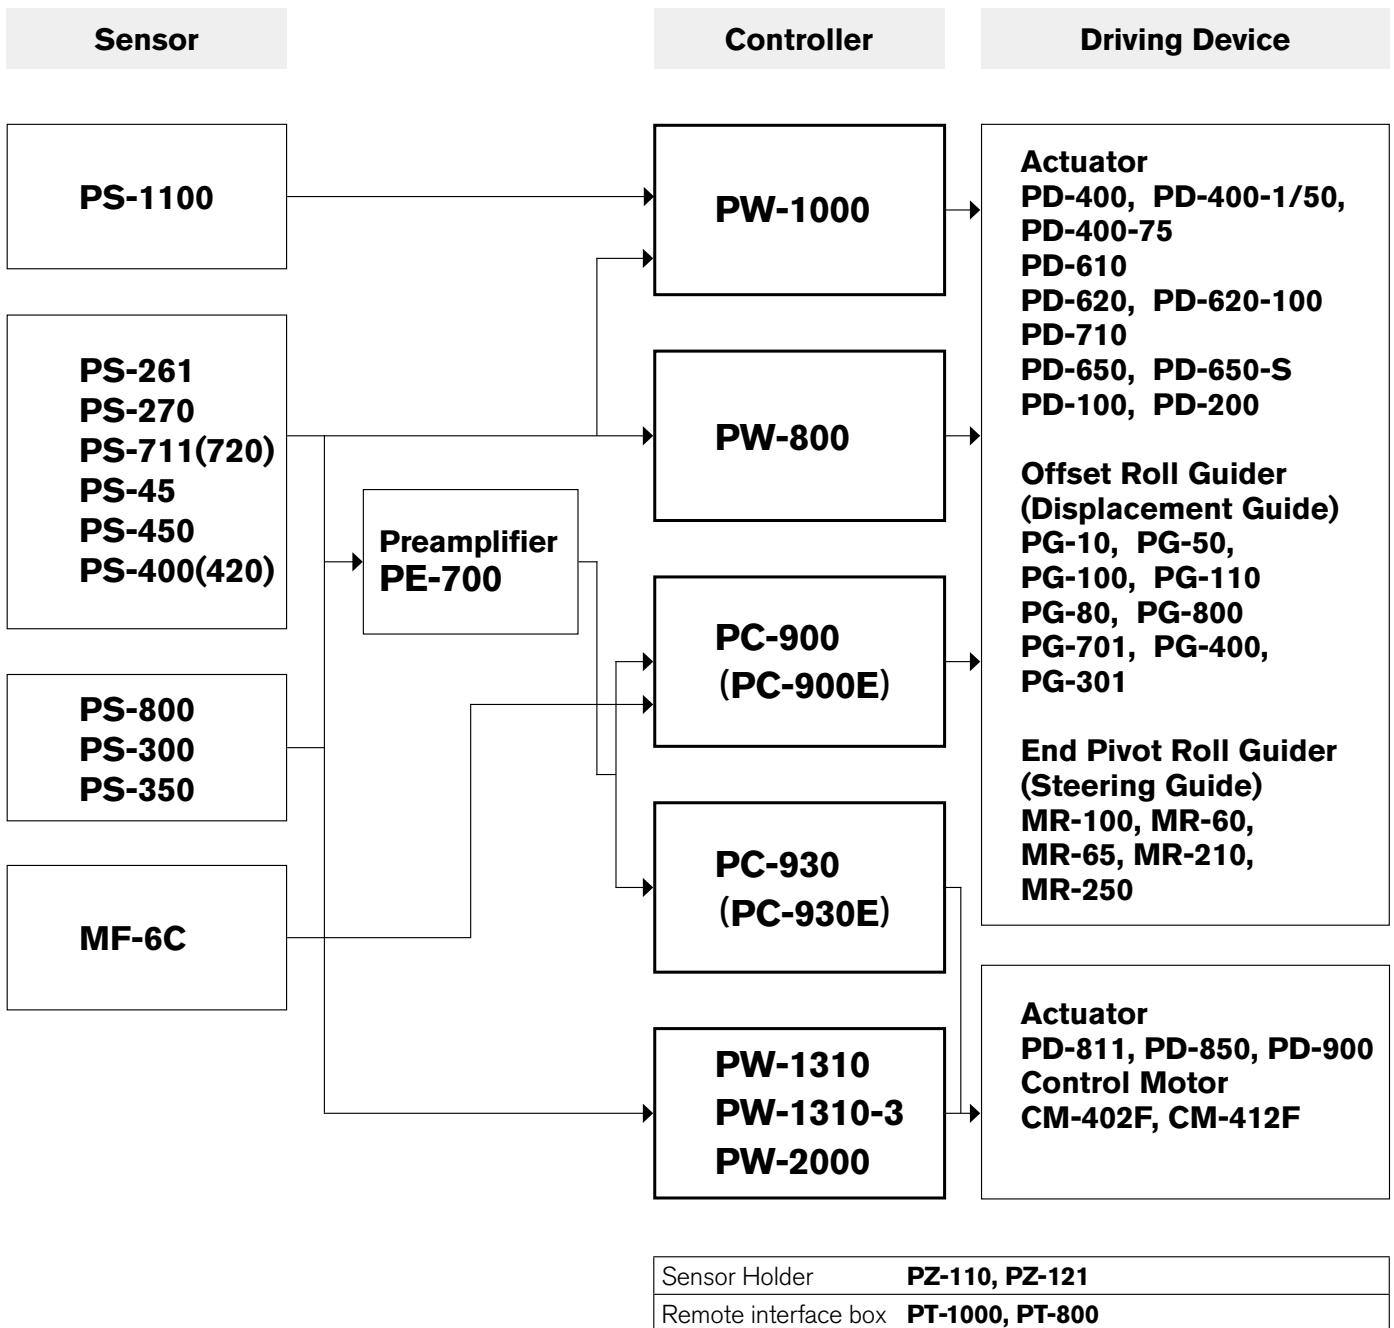 Sensor
Controller
Driving Device
PS-1100
PS-261
PS-270
PS-711(720)
PS-45
PS-450
PS-400(420)
PS-800
PS-300
PS-350
MF-6C
Preamplifier
PE-700
PW-1000
PW-800
PC-900
(PC-900E)
PC-930
(PC-930E)
PW-1310
PW-1310-3
PW-2000
Actuator
PD-400, PD-400-1/50,
PD-400-75
PD-610
PD-620, PD-620-100
PD-710
PD-650, PD-650-S
PD-100, PD-200
Offset Roll Guider
(Displacement Guide)
PG-10, PG-50,
PG-100, PG-110
PG-80, PG-800
PG-701, PG-400,
PG-301
End Pivot Roll Guider
(Steering Guide)
MR-100, MR-60,
MR-65, MR-210,
MR-250
Actuator
PD-811, PD-850, PD-900
Control Motor
CM-402F, CM-412F
Sensor Holder PZ-110, PZ-121
Remote interface box PT-1000, PT-800